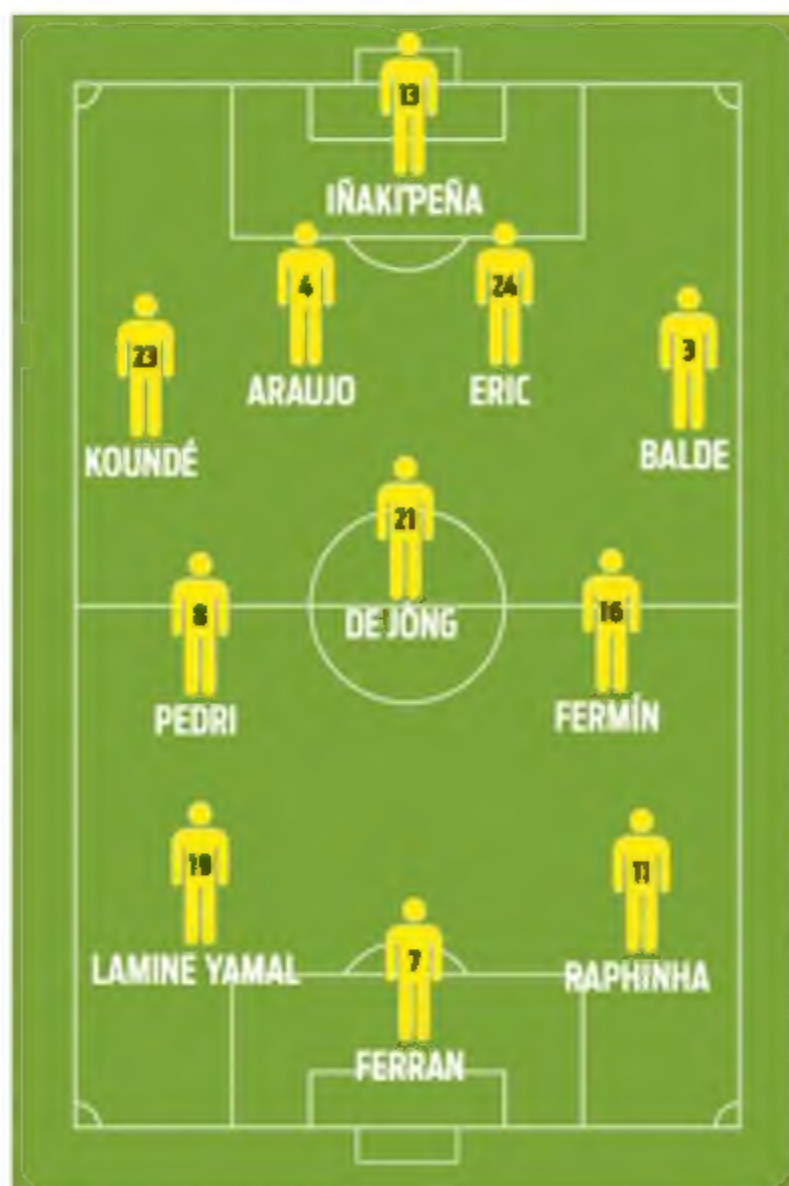 13
IÑAKI PEÑA
4
ARAUJO
24
ERIC
23
KOUNDÉ
3
BALDE
21
DE JONG
8
PEDRI
16
FERMÍN
19
LAMINE YAMAL
11
RAPHINHA
7
FERRAN